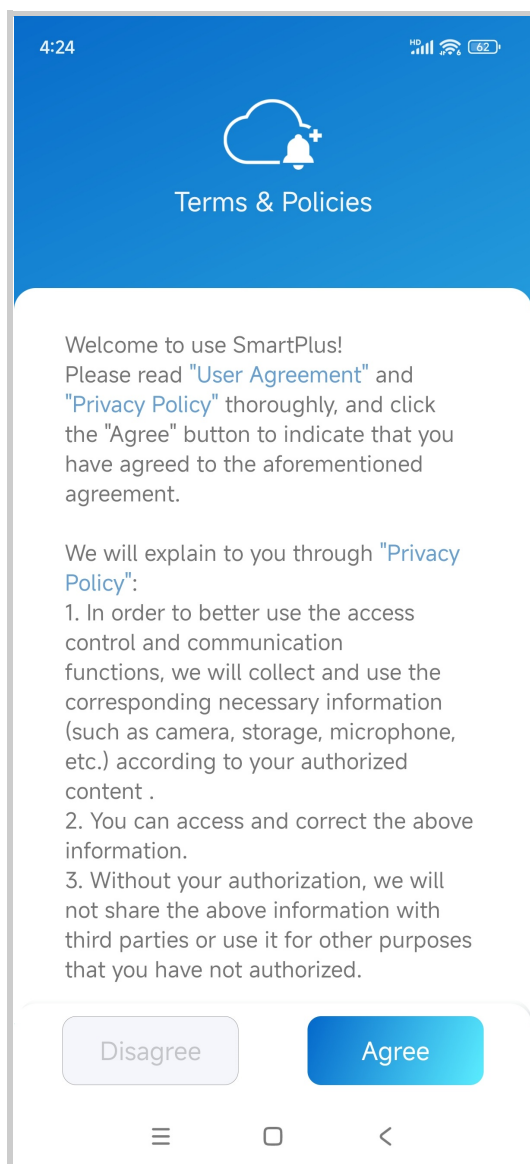 4:24
HD
6
62
Terms & Policies
Welcome to use SmartPlus!
Please read "User Agreement" and
"Privacy Policy" thoroughly, and click
the "Agree" button to indicate that you
have agreed to the aforementioned
agreement.
We will explain to you through "Privacy
Policy":
1. In order to better use the access
control and communication
functions, we will collect and use the
corresponding necessary information
(such as camera, storage, microphone,
etc.) according to your authorized
content .
2. You can access and correct the above
information.
3. Without your authorization, we will
not share the above information with
third parties or use it for other purposes
that you have not authorized.
Disagree
Agree